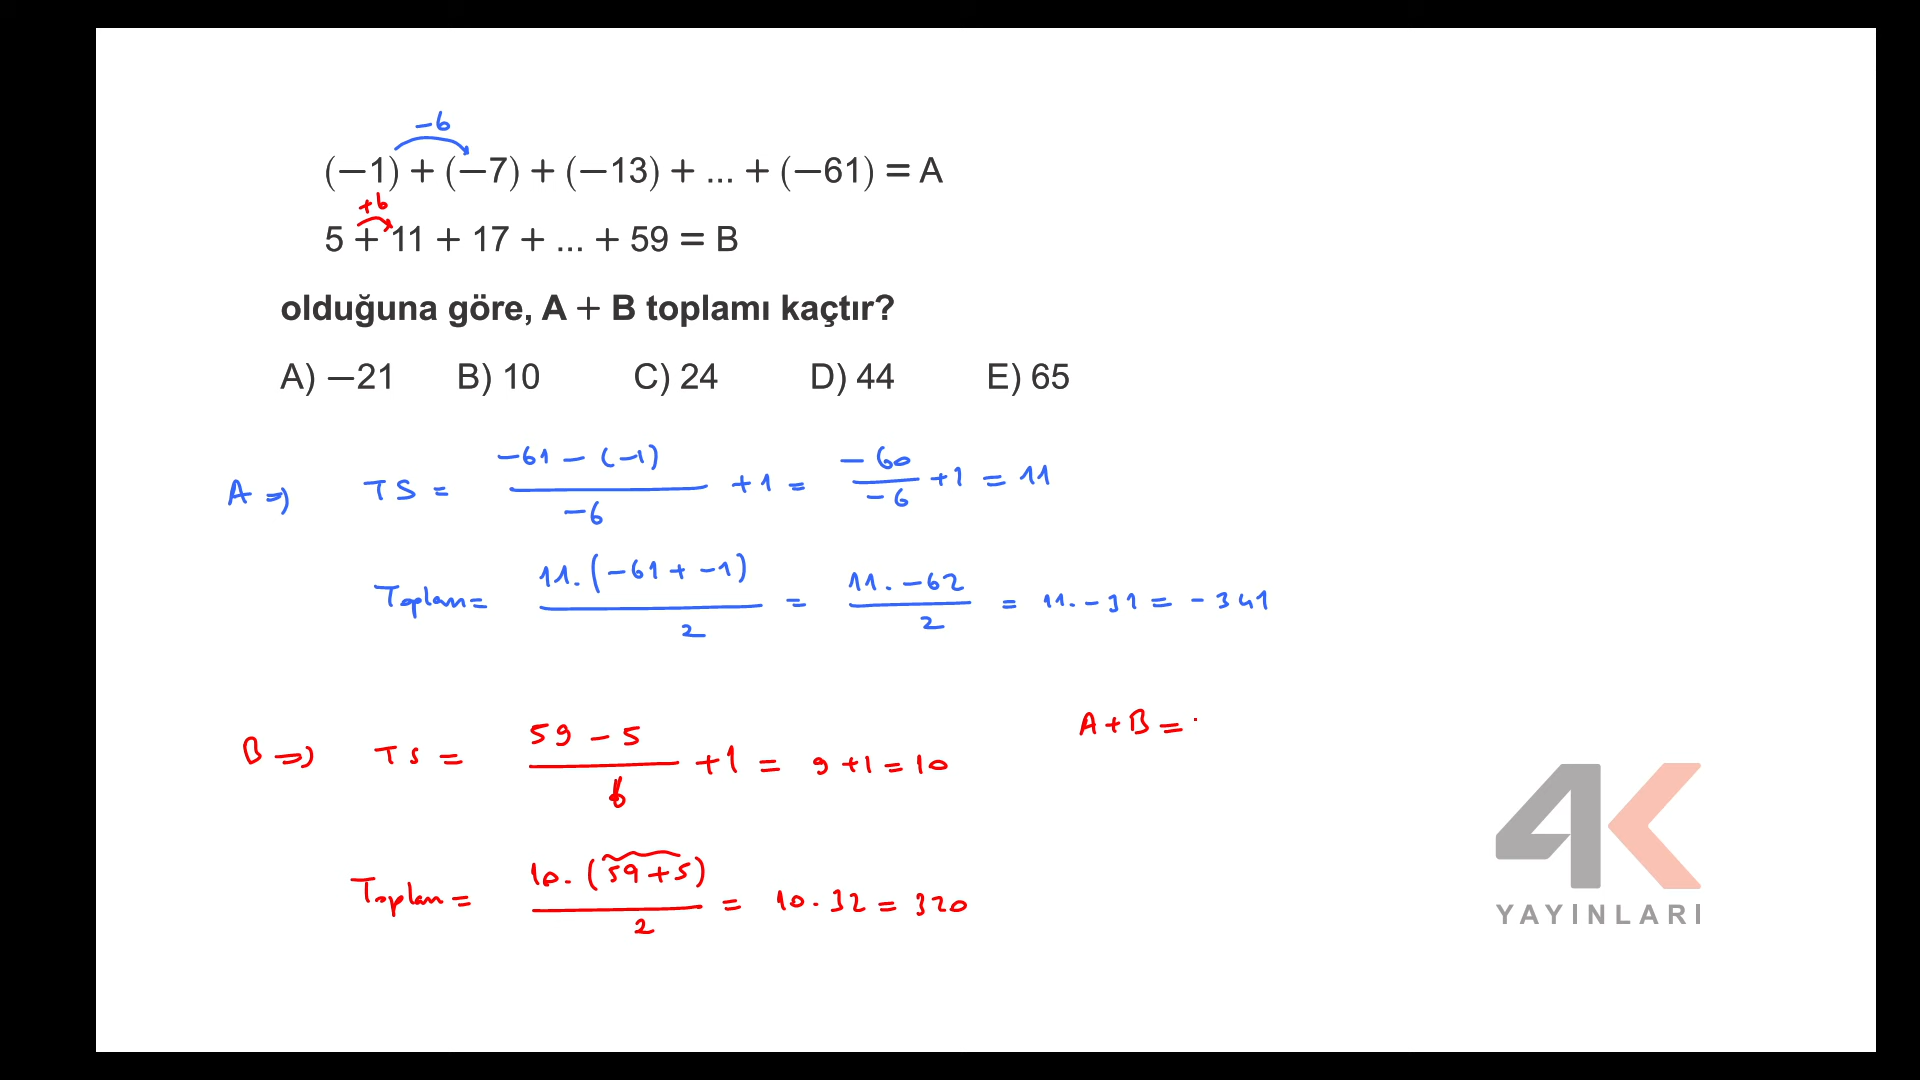 -6
(−1) + (−7) + (−13) + ... + (−61) = A
+6
5 + 11 + 17 + ... + 59 = B
olduğuna göre, A + B toplamı kaçtır?
A) −21 B) 10 C) 24 D) 44 E) 65
A ⇒ TS = -61 - (-1) / -6 + 1 = -60 / -6 + 1 = 11
Toplam = 11. (-61 + -1) / 2 = 11. -62 / 2 = 11. -31 = -341
B ⇒ TS = 59 - 5 / 6 + 1 = 9 + 1 = 10
A + B =
Toplam = 10. (59 + 5) / 2 = 10. 32 = 320
4K
YAYINLARI